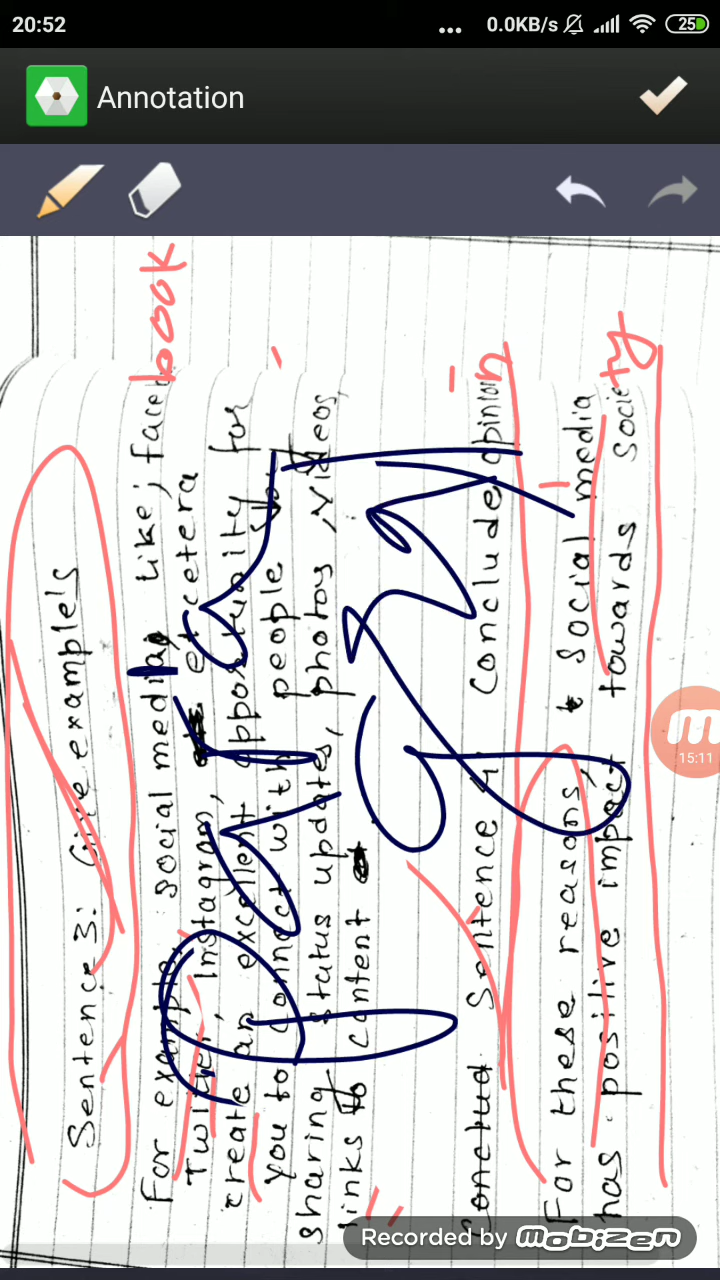 20:52
... 0.0KB/s 25
Annotation
Sentence 3: Give example's
For example, social media like; facebook
Twitter, Instagram, et cetera
create an excellent opportunity for
you to connect with people
sharing status updates, photos, videos,
links to content
Sentence 4: Conclude opinion
For these reasons, social media
has positive impact towards society
Paragraph
15:11
Recorded by mobizen